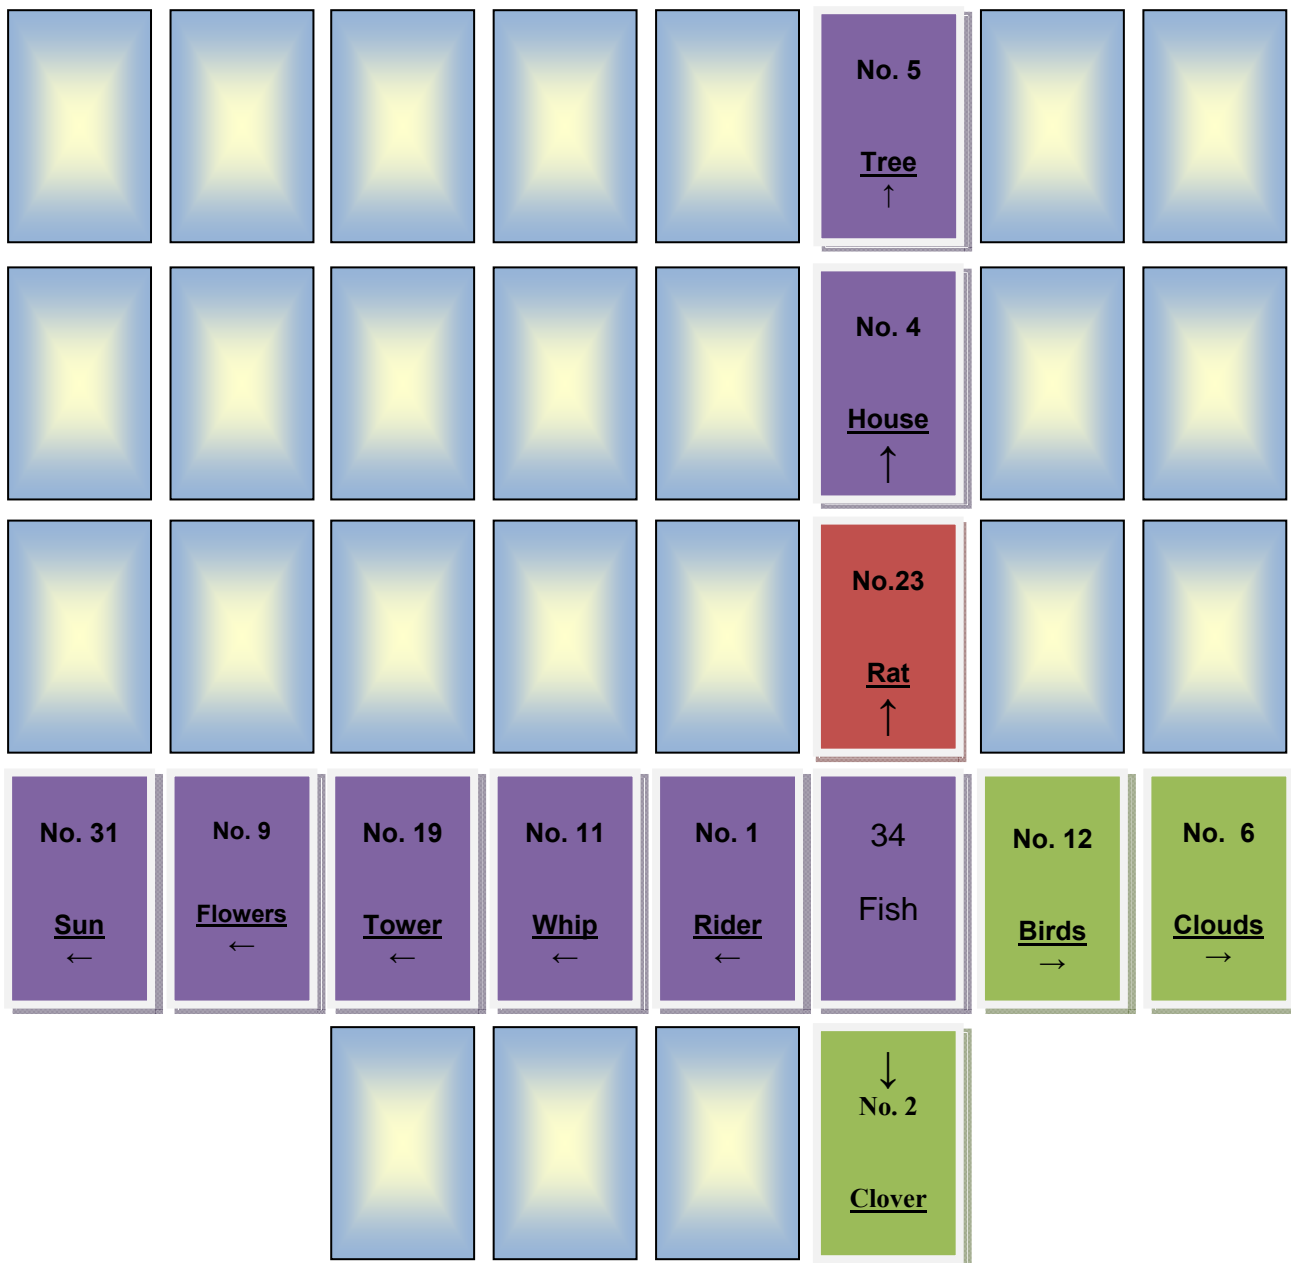 No. 5
Tree
↑
No. 4
House
↑
No.23
Rat
↑
No. 31
Sun
←
No. 9
Flowers
←
No. 19
Tower
←
No. 11
Whip
←
No. 1
Rider
←
34
Fish
No. 12
Birds
→
No. 6
Clouds
→
↓
No. 2
Clover